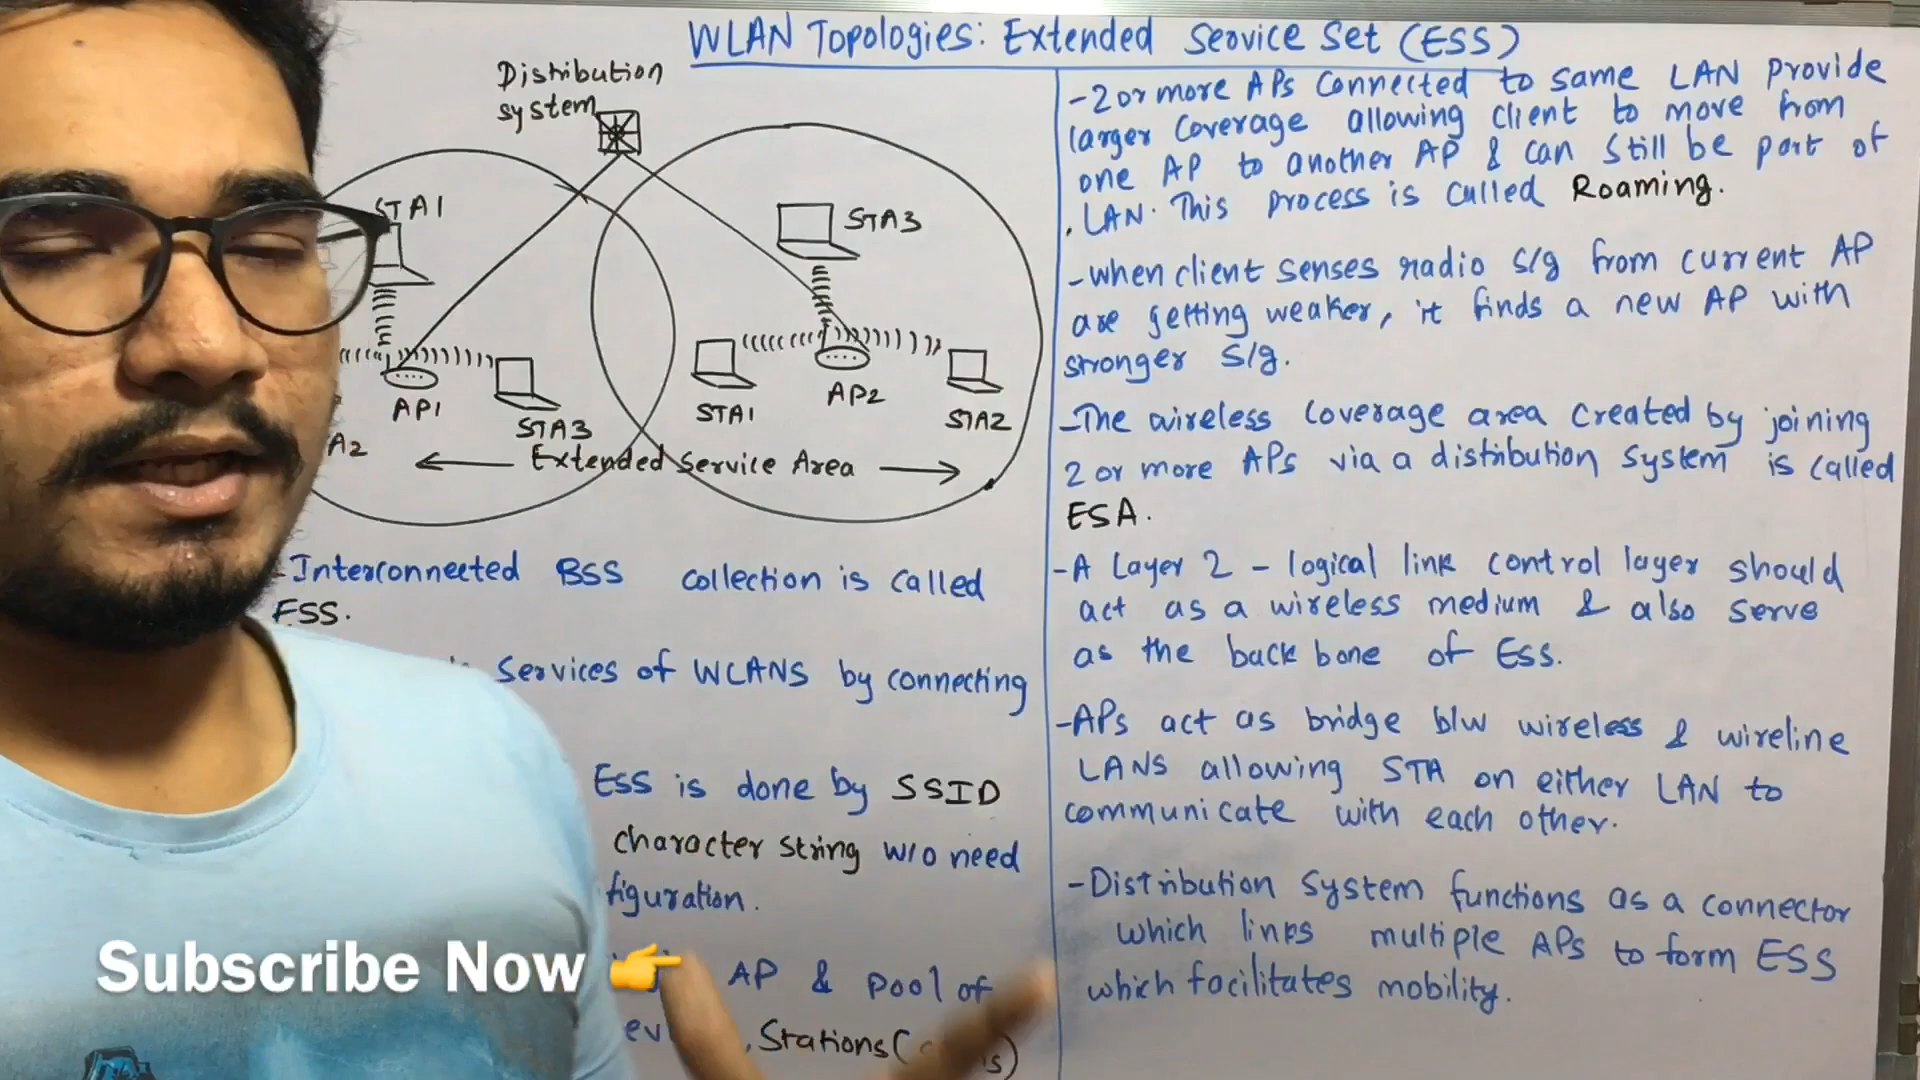 WLAN Topologies: Extended Service Set (ESS)
Distribution
system
STA1
STA3
AP1
STA3
A2
STA1
AP2
STA2
Extended Service Area
Interconnected BSS collection is called
ESS.
Services of WLANS by connecting
ESS is done by SSID
character string w/o need
figuration.
AP & pool of
Stations(
-2 or more APs connected to same LAN provide
larger coverage allowing client to move from
one AP to another AP & can still be part of
LAN. This process is called Roaming.
-when client senses radio s/g from current AP
are getting weaker, it finds a new AP with
stronger s/g.
-The wireless coverage area created by joining
2 or more APs via a distribution system is called
ESA.
-A Layer 2 - logical link control layer should
act as a wireless medium & also serve
as the back bone of ESS.
-APs act as bridge b/w wireless & wireline
LANS allowing STA on either LAN to
communicate with each other.
-Distribution system functions as a connector
which links multiple APs to form ESS
which facilitates mobility.
Subscribe Now